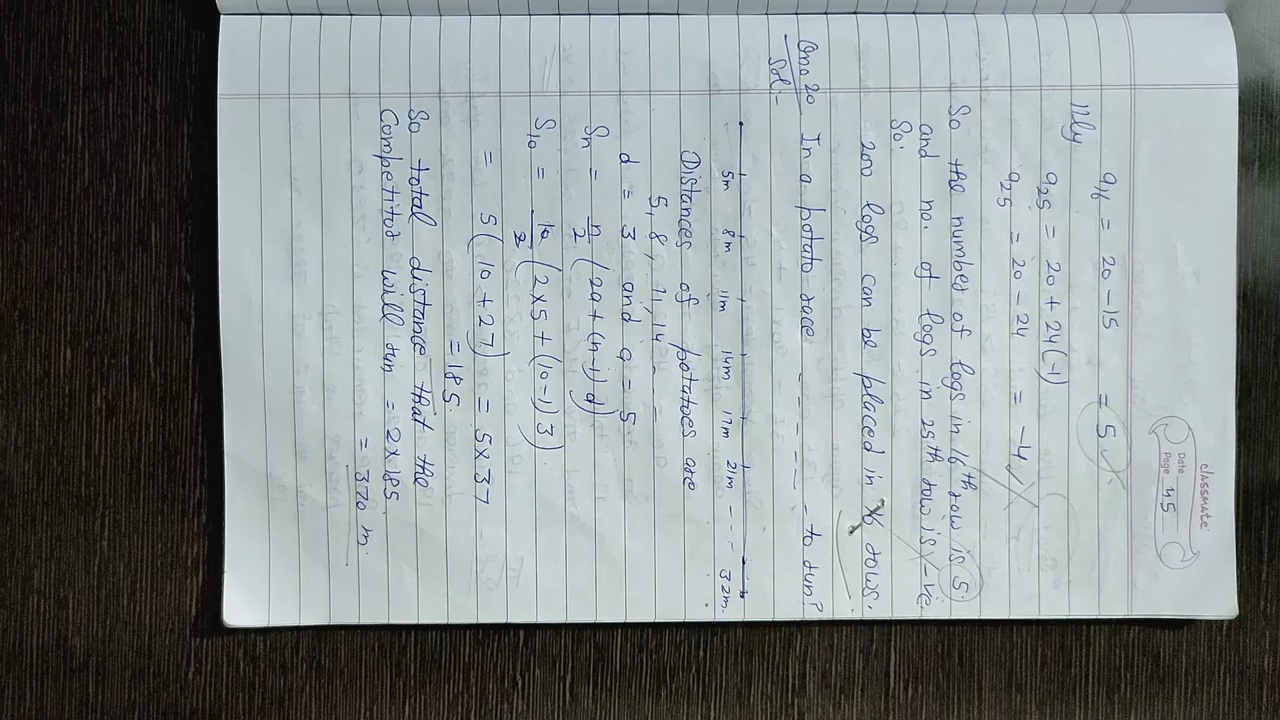 classmate
Date
Page 45
a16 = 20 - 15 = 5
11ly a25 = 20 + 24(-1)
a25 = 20 - 24 = -4
So the number of logs in 16th row is 5
and no. of logs in 25th row is -ve
So.
200 logs can be placed in 16 rows.
Qno 20 In a potato race - - - - - - - to run?
Sol:-
5m 8m 11m 14m 17m 21m - - - 32m.
Distances of potatoes are
5, 8, 11, 14 - - -
d = 3 and a = 5
Sn = n/2 (2a + (n-1)d)
S10 = 10/2 (2×5 + (10-1)3).
= 5(10 + 27) = 5×37
= 185.
So total distance that the
Competitor will run = 2×185
= 370 m.